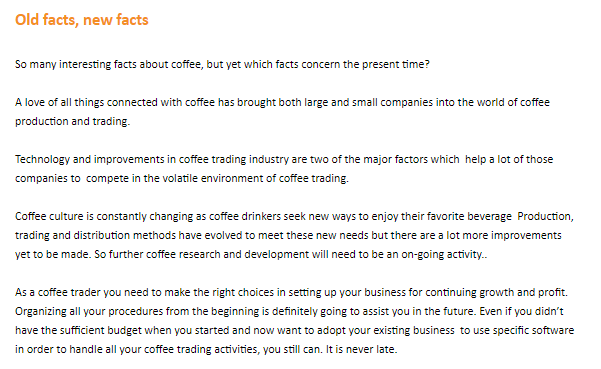 Old facts, new facts
So many interesting facts about coffee, but yet which facts concern the present time?
A love of all things connected with coffee has brought both large and small companies into the world of coffee
production and trading.
Technology and improvements in coffee trading industry are two of the major factors which  help a lot of those
companies to  compete in the volatile environment of coffee trading.
Coffee culture is constantly changing as coffee drinkers seek new ways to enjoy their favorite beverage  Production,
trading and distribution methods have evolved to meet these new needs but there are a lot more improvements
yet to be made. So further coffee research and development will need to be an on-going activity..
As a coffee trader you need to make the right choices in setting up your business for continuing growth and profit.
Organizing all your procedures from the beginning is definitely going to assist you in the future. Even if you didn't
have the sufficient budget when you started and now want to adopt your existing business  to use specific software
in order to handle all your coffee trading activities, you still can. It is never late.